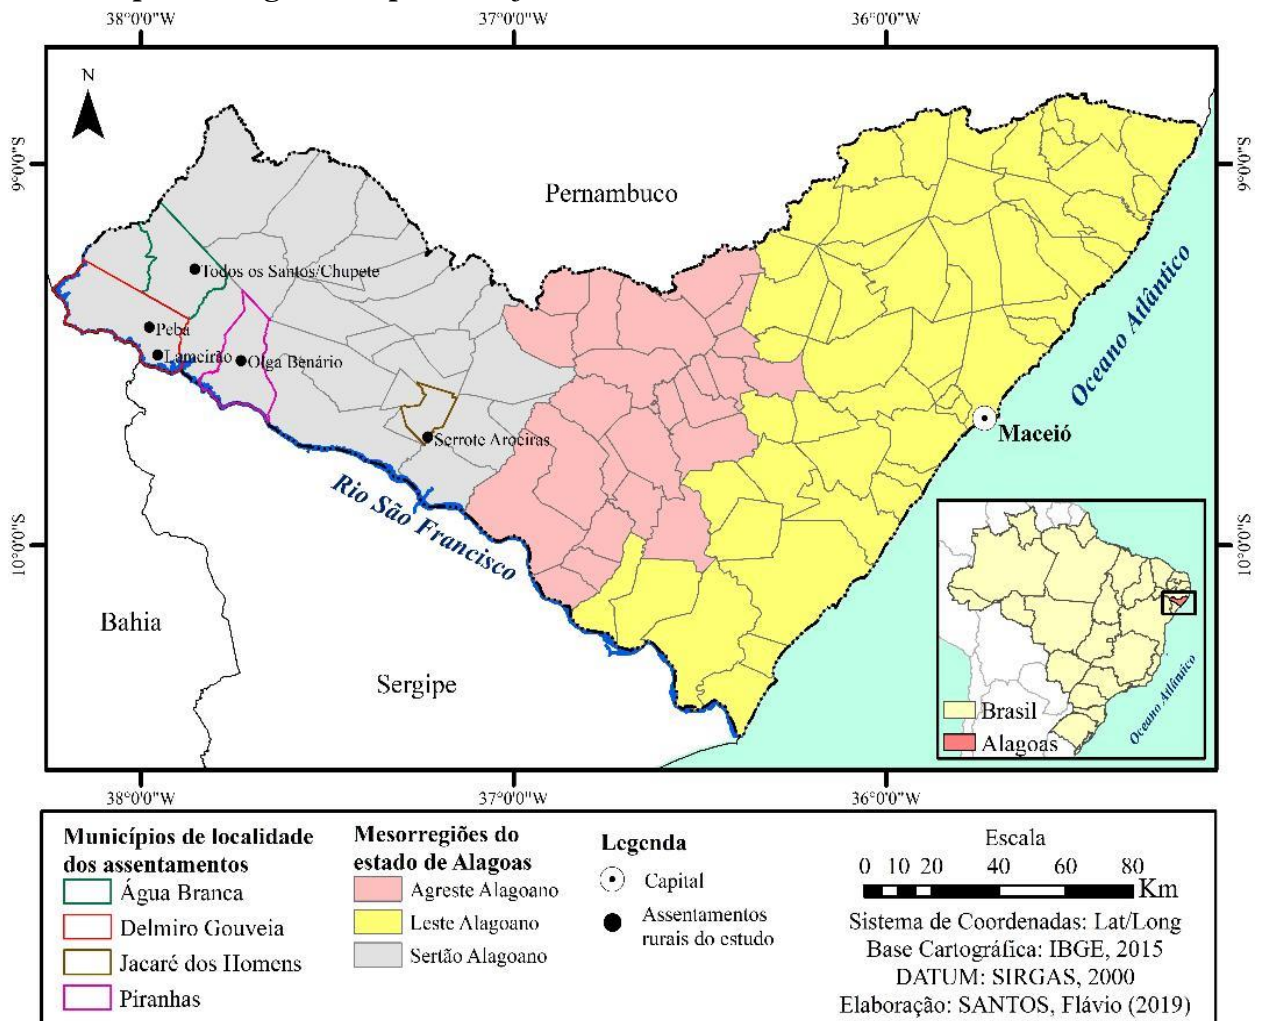 38°0'0"W 37°0'0"W 36°0'0"W
N
9°0'0"S
9°0'0"S
Pernambuco
Todos os Santos/Chupete
Peba
Lameirão
Olga Benário
Serrote Aroeiras
Oceano Atlântico
Maceió
Rio São Francisco
10°0'0"S
10°0'0"S
Bahia
Sergipe
Brasil
Alagoas
Oceano Atlântico
38°0'0"W 37°0'0"W 36°0'0"W
Municípios de localidade
dos assentamentos
Água Branca
Delmiro Gouveia
Jacaré dos Homens
Piranhas
Mesorregiões do
estado de Alagoas
Agreste Alagoano
Leste Alagoano
Sertão Alagoano
Legenda
Capital
Assentamentos
rurais do estudo
Escala
0 10 20 40 60 80
Km
Sistema de Coordenadas: Lat/Long
Base Cartográfica: IBGE, 2015
DATUM: SIRGAS, 2000
Elaboração: SANTOS, Flávio (2019)